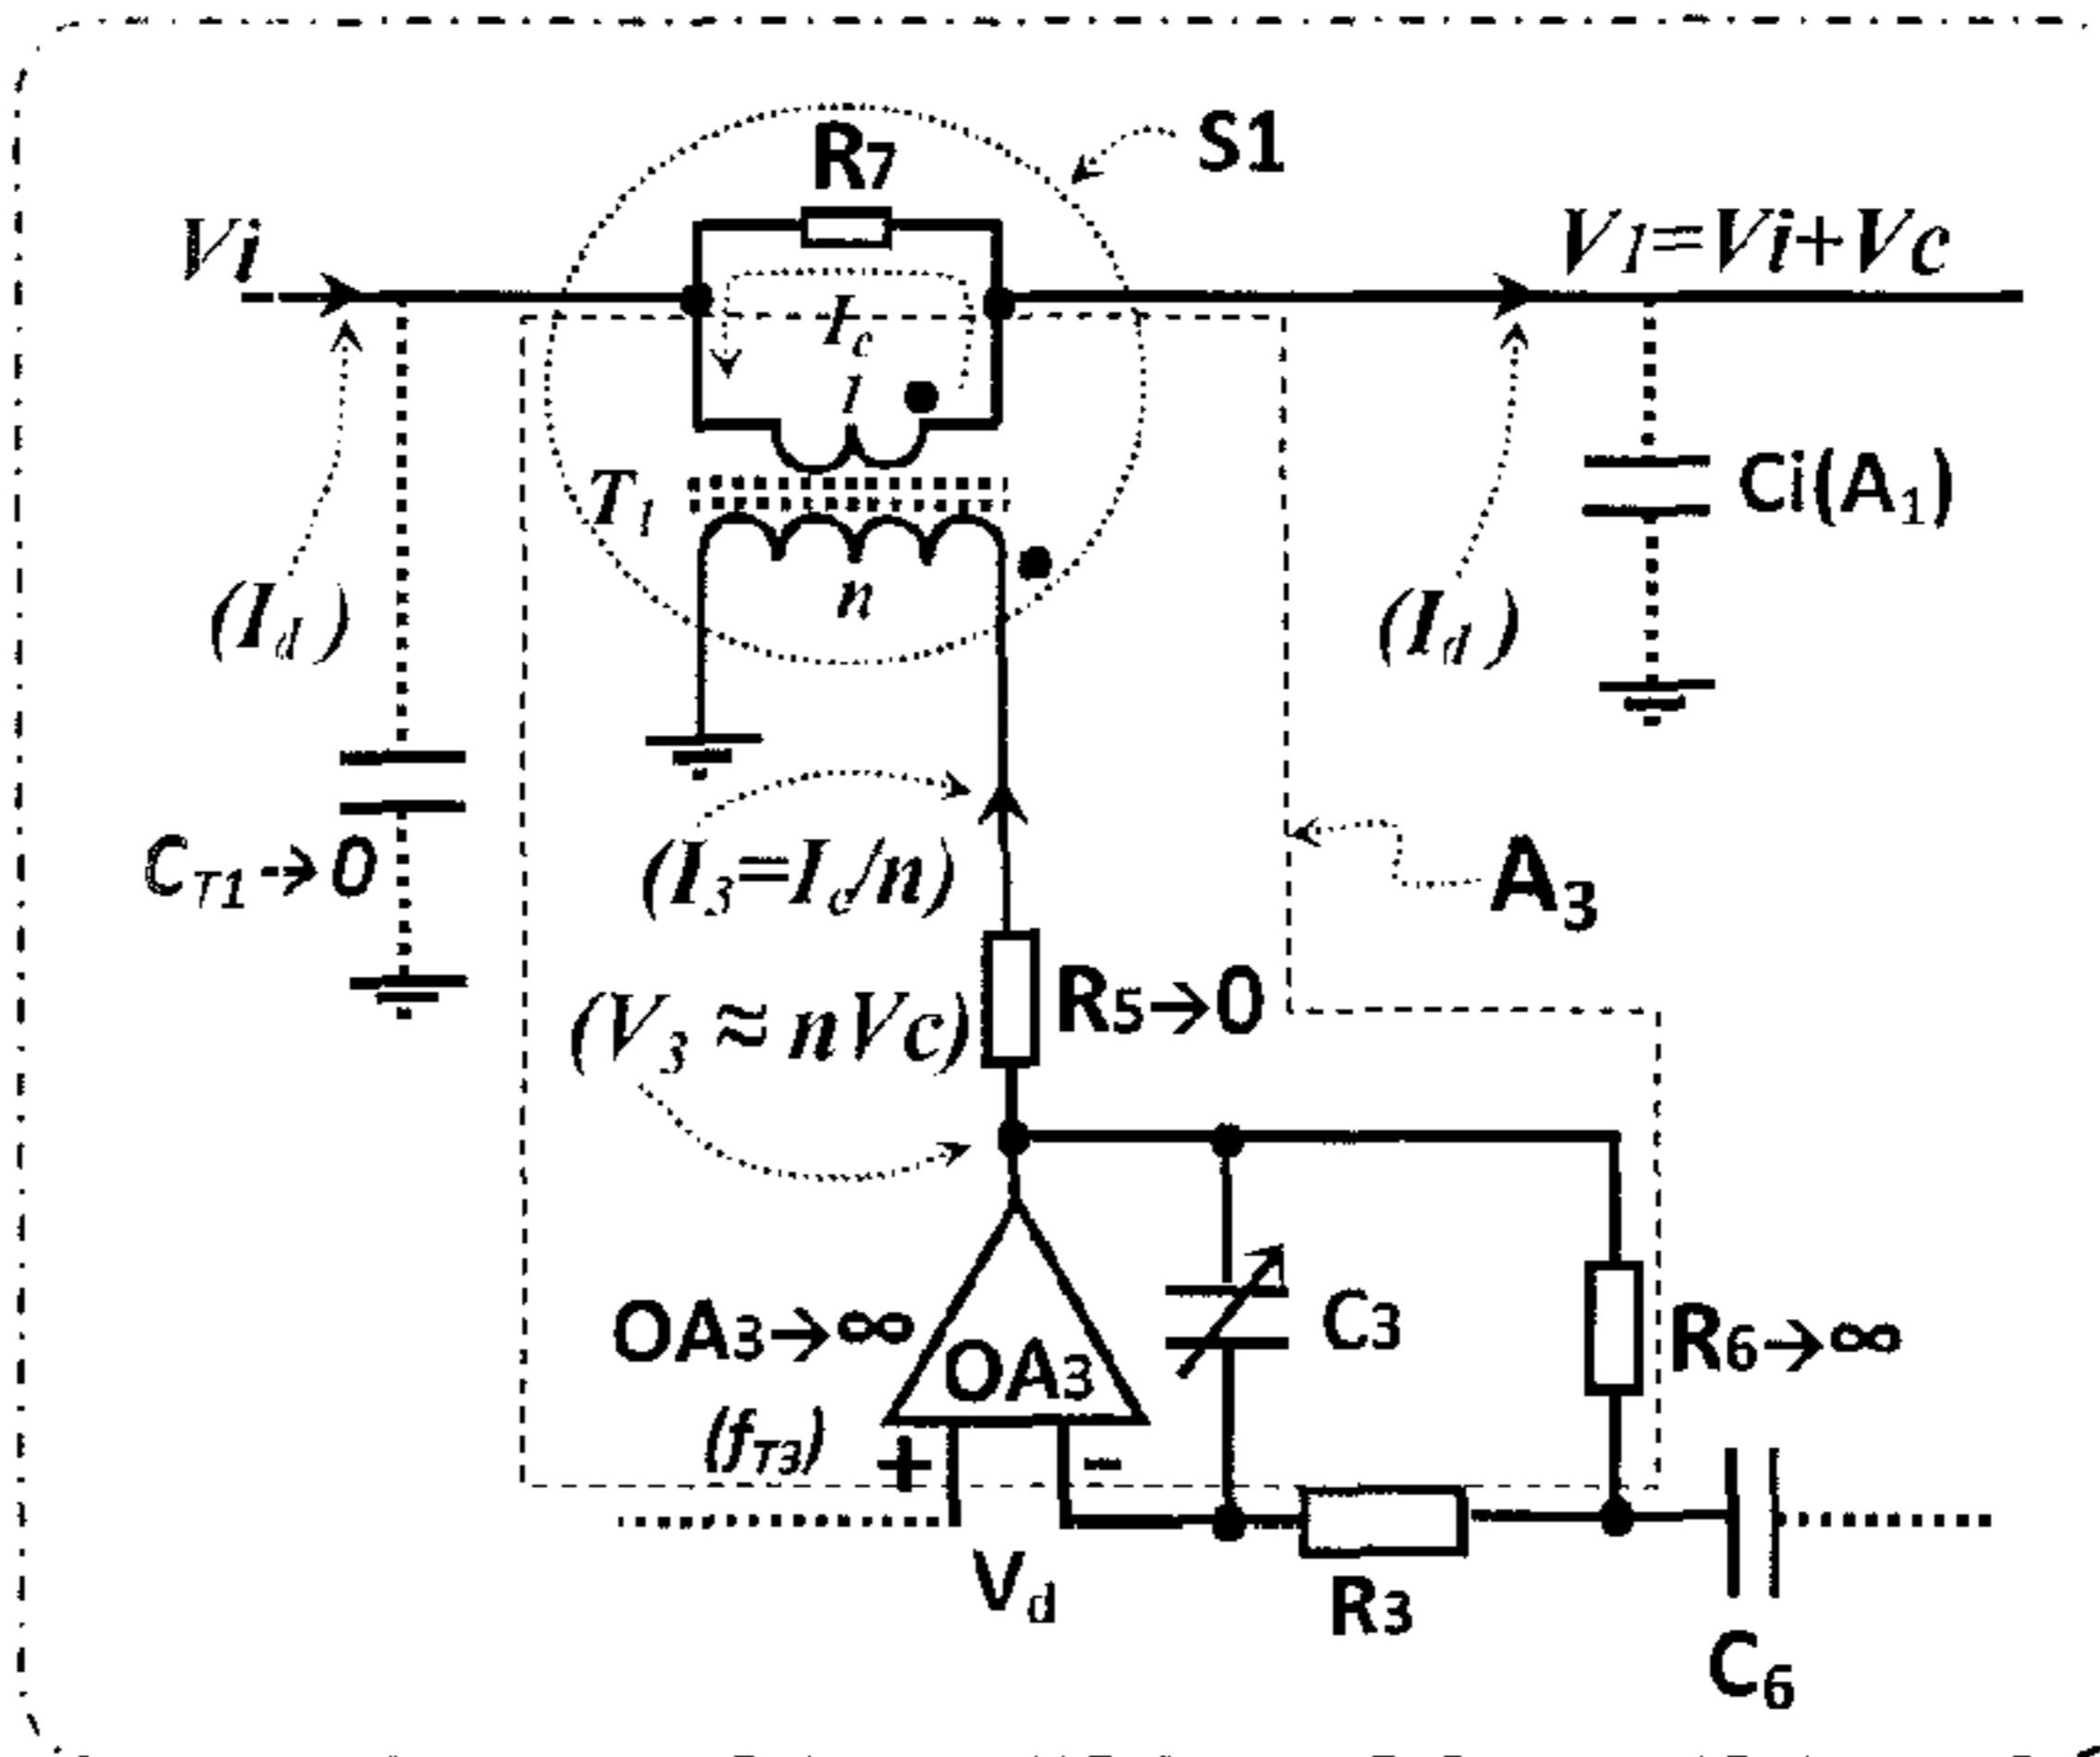 S1
R7
Vi
V1=Vi+Vc
Ic
1
Ci(A1)
T1
n
(Id)
(Id)
CT1→0
(I3=Ic/n)
A3
(V3 ≈ nVc)
R5→0
OA3→∞
OA3
C3
R6→∞
(fT3)
+
-
Vd
R3
C6